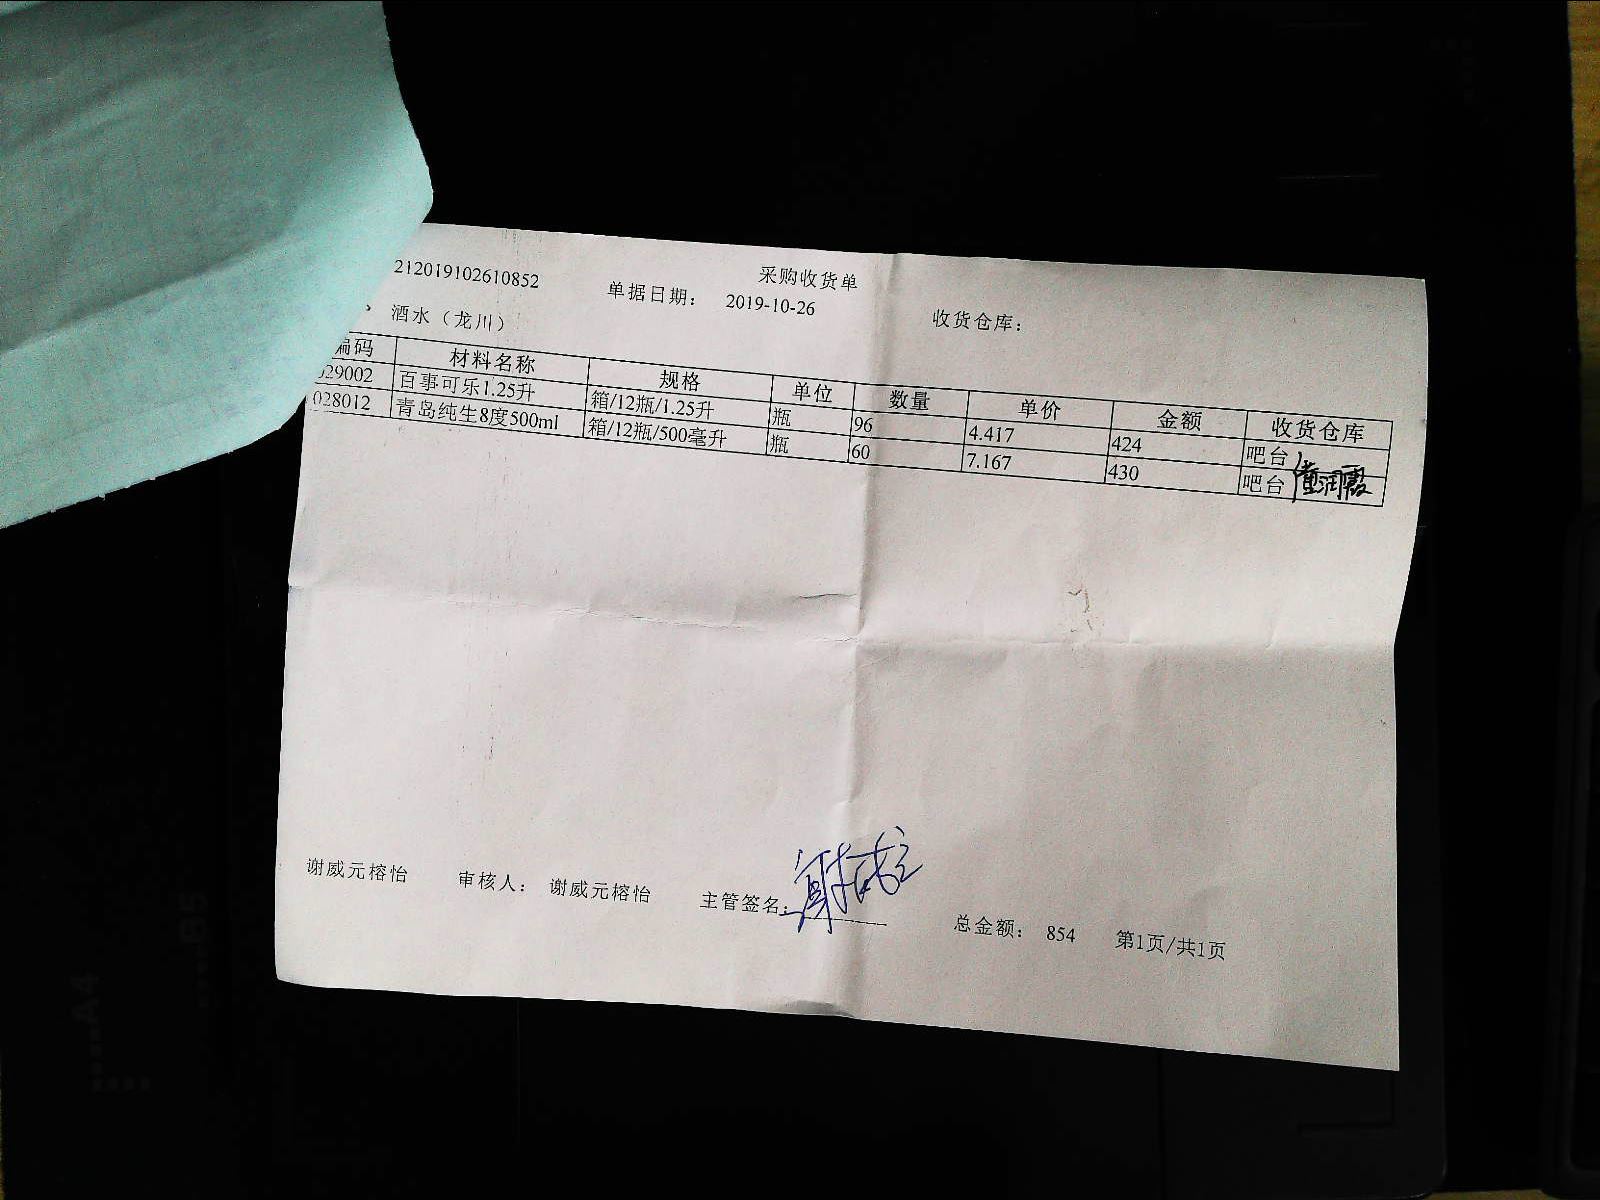 采购收货单
212019102610852 单据日期： 2019-10-26 收货仓库：
酒水（龙川）
编码 材料名称 规格 单位 数量 单价 金额 收货仓库
029002 百事可乐1.25升 箱/12瓶/1.25升 瓶 96 4.417 424 吧台
028012 青岛纯生8度500ml 箱/12瓶/500毫升 瓶 60 7.167 430 吧台
谢威元榕怡 审核人： 谢威元榕怡 主管签名： 总金额： 854 第1页/共1页